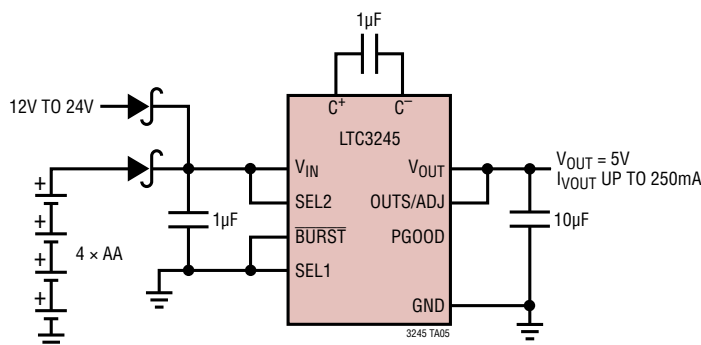 1µF
C+ C–
12V TO 24V
LTC3245
VIN VOUT
VOUT = 5V
IVOUT UP TO 250mA
SEL2 OUTS/ADJ
1µF
10µF
BURST PGOOD
+
+
+
+
4 × AA
SEL1
GND
3245 TA05